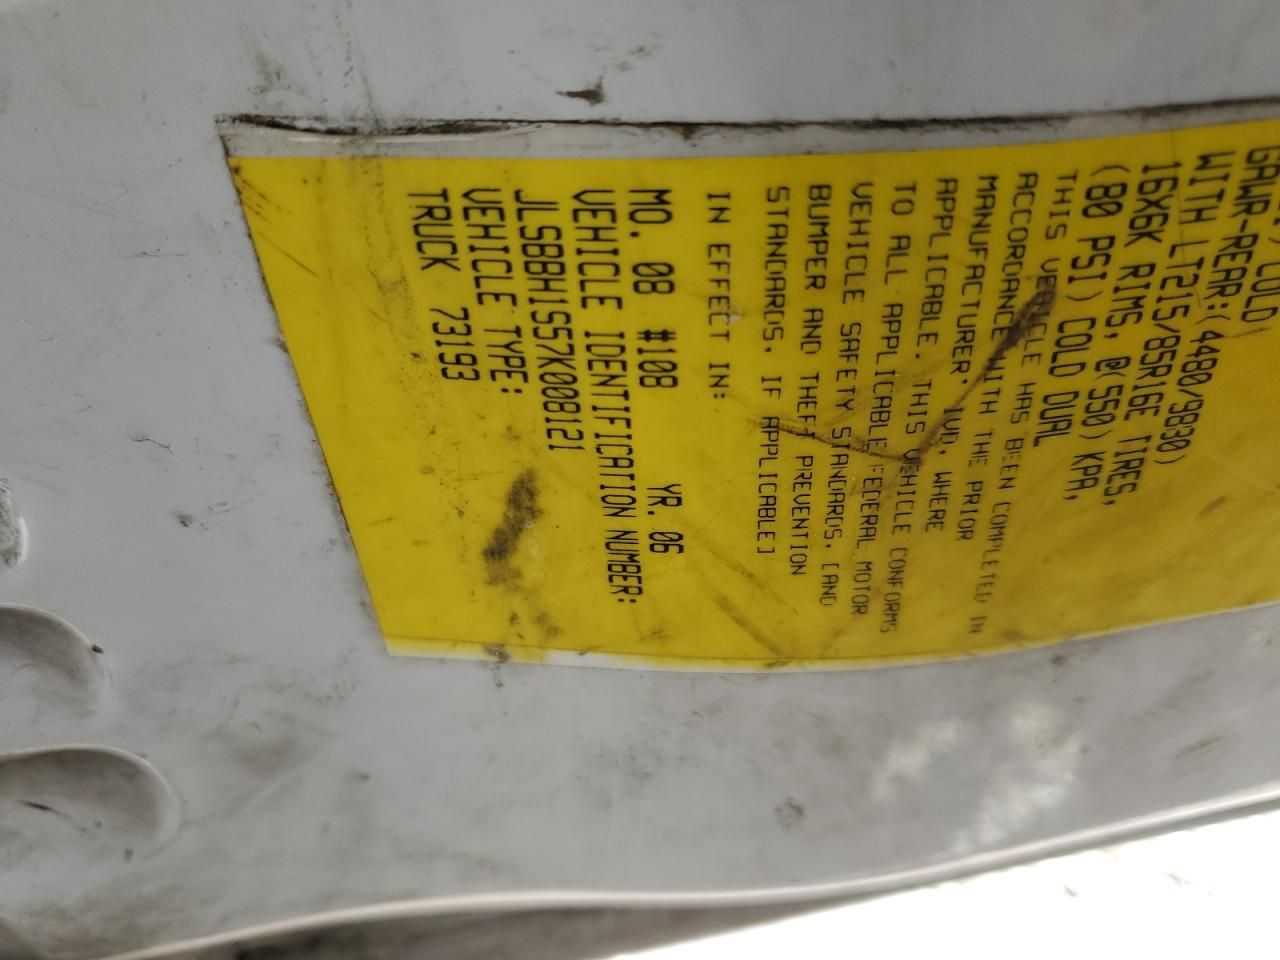 COLD (
GAWR-REAR:(4480/9830)
WITH LT215/85R16E TIRES,
16X6K RIMS, @(550) KPA,
(80 PSI) COLD DUAL
THIS VEHICLE HAS BEEN COMPLETED IN
ACCORDANCE WITH THE PRIOR
MANUFACTURER' IVD, WHERE
APPLICABLE. THIS VEHICLE CONFORMS
TO ALL APPLICABLE FEDERAL MOTOR
VEHICLE SAFETY STANDARDS, [AND
BUMPER AND THEFT PREVENTION
STANDARDS, IF APPLICABLE]
IN EFFECT IN:
MO. 08 #108 YR. 06
VEHICLE IDENTIFICATION NUMBER:
JLSBBH1S57K008121
VEHICLE TYPE:
TRUCK 73193